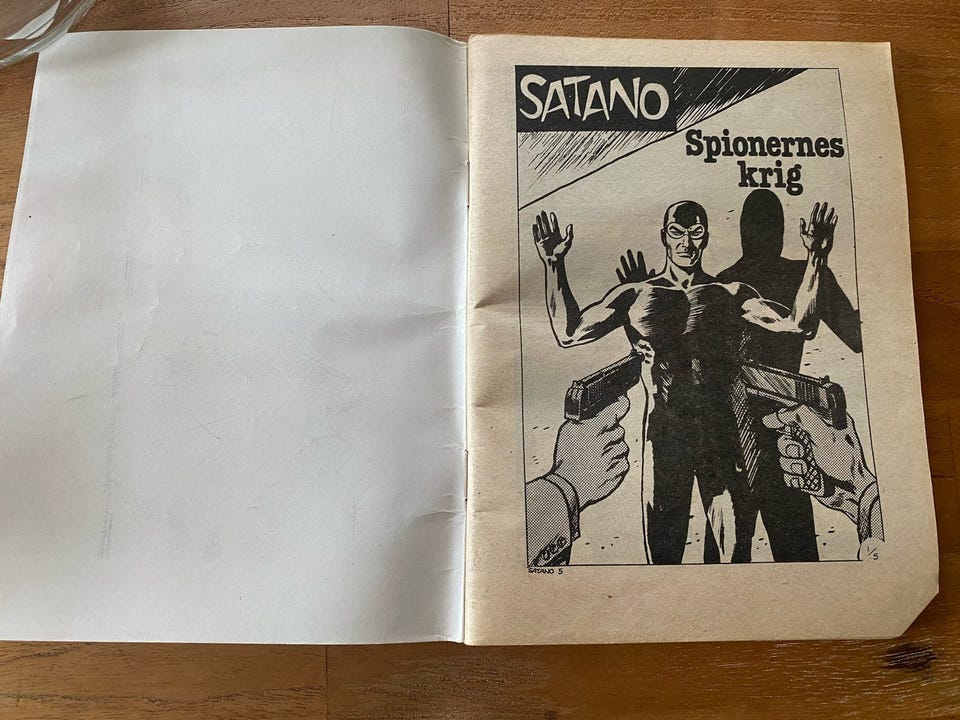 SATANO
Spionernes
krig
1/5
SATANO 5